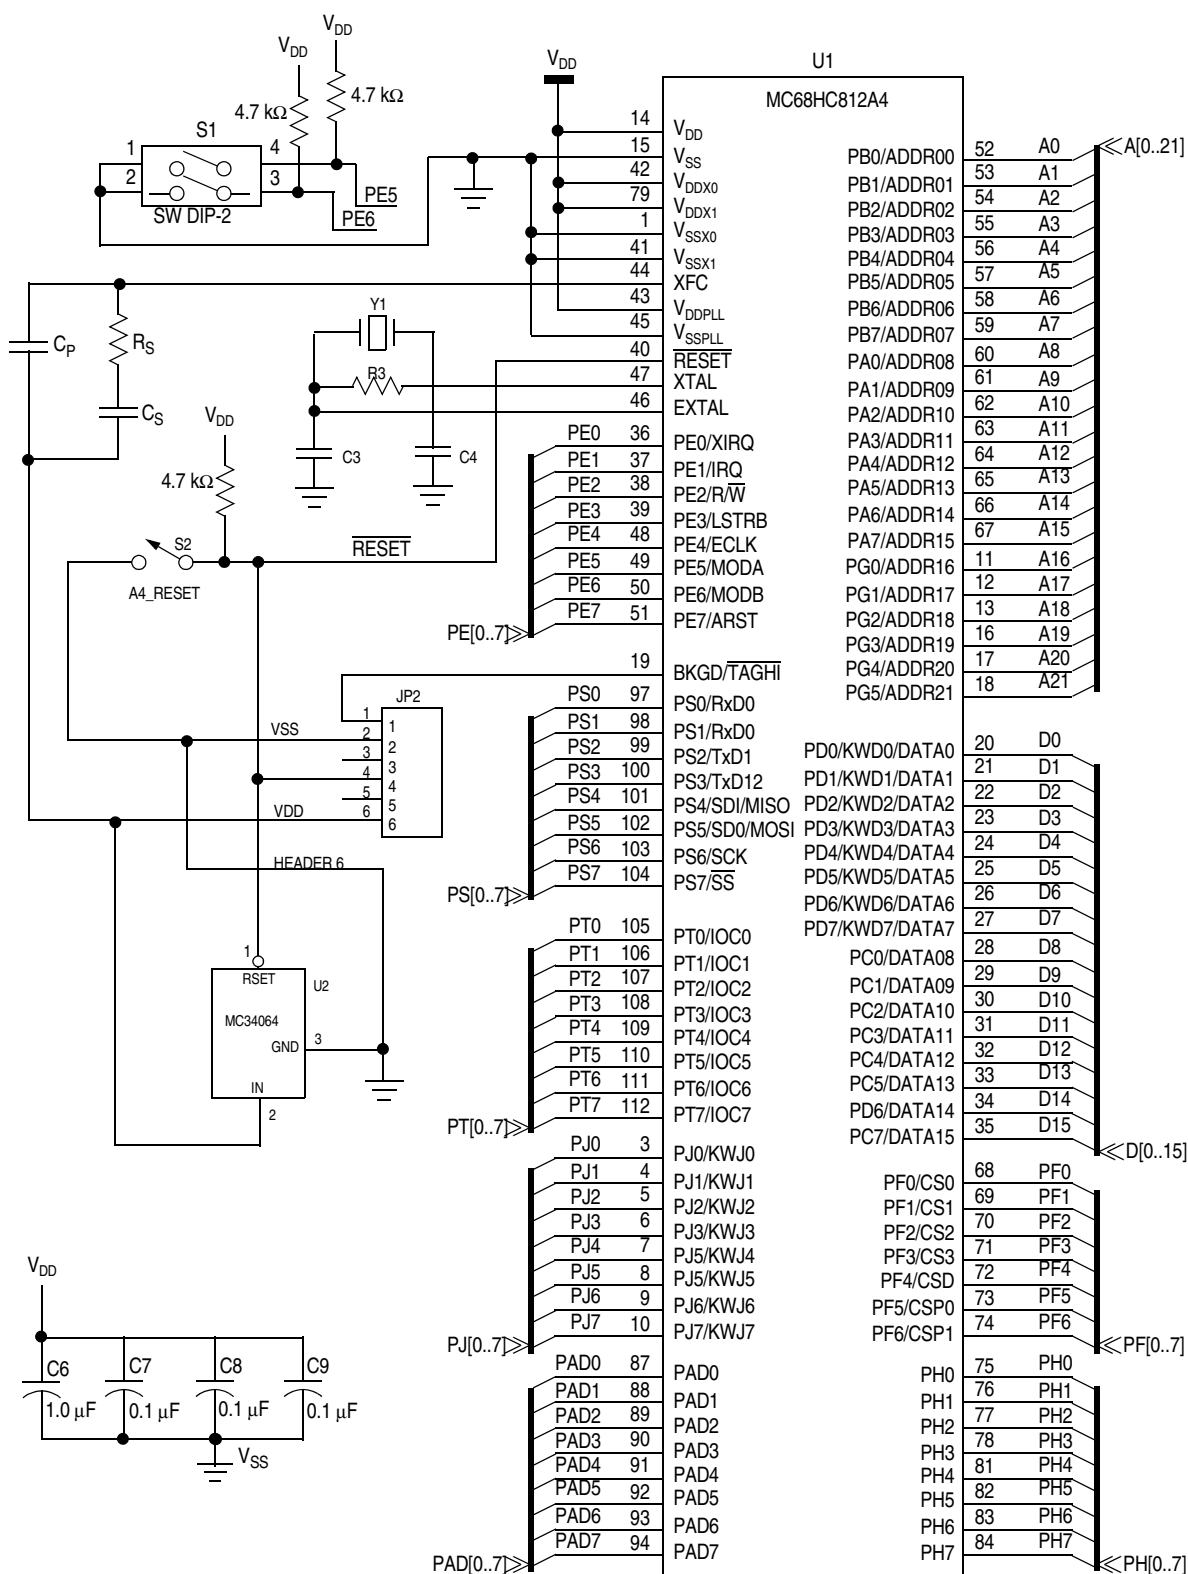 VDD
VDD
4.7 kΩ
4.7 kΩ
S1
1
4
2
3
SW DIP-2
PE5
PE6
CP
RS
CS
VDD
4.7 kΩ
S2
A4_RESET
RESET
Y1
R3
C3
C4
VDD
U1
MC68HC812A4
14 VDD
15 VSS
42 VDDX0
79 VDDX1
1 VSSX0
41 VSSX1
44 XFC
43 VDDPLL
45 VSSPLL
40 RESET
47 XTAL
46 EXTAL
PE0 36 PE0/XIRQ
PE1 37 PE1/IRQ
PE2 38 PE2/R/W
PE3 39 PE3/LSTRB
PE4 48 PE4/ECLK
PE5 49 PE5/MODA
PE6 50 PE6/MODB
PE7 51 PE7/ARST
PE[0..7]
19 BKGD/TAGHI
JP2
1 1
VSS 2 2
3 3
4 4
5 5
VDD 6 6
HEADER 6
PS0 97 PS0/RxD0
PS1 98 PS1/RxD0
PS2 99 PS2/TxD1
PS3 100 PS3/TxD12
PS4 101 PS4/SDI/MISO
PS5 102 PS5/SD0/MOSI
PS6 103 PS6/SCK
PS7 104 PS7/SS
PS[0..7]
1
RSET
U2
MC34064
GND 3
IN
2
PT0 105 PT0/IOC0
PT1 106 PT1/IOC1
PT2 107 PT2/IOC2
PT3 108 PT3/IOC3
PT4 109 PT4/IOC4
PT5 110 PT5/IOC5
PT6 111 PT6/IOC6
PT7 112 PT7/IOC7
PT[0..7]
PJ0 3 PJ0/KWJ0
PJ1 4 PJ1/KWJ1
PJ2 5 PJ2/KWJ2
PJ3 6 PJ3/KWJ3
PJ4 7 PJ5/KWJ4
PJ5 8 PJ5/KWJ5
PJ6 9 PJ6/KWJ6
PJ7 10 PJ7/KWJ7
PJ[0..7]
PAD0 87 PAD0
PAD1 88 PAD1
PAD2 89 PAD2
PAD3 90 PAD3
PAD4 91 PAD4
PAD5 92 PAD5
PAD6 93 PAD6
PAD7 94 PAD7
PAD[0..7]
VDD
C6 C7 C8 C9
1.0 µF 0.1 µF 0.1 µF 0.1 µF
VSS
PB0/ADDR00 52 A0
A[0..21]
PB1/ADDR01 53 A1
PB2/ADDR02 54 A2
PB3/ADDR03 55 A3
PB4/ADDR04 56 A4
PB5/ADDR05 57 A5
PB6/ADDR06 58 A6
PB7/ADDR07 59 A7
PA0/ADDR08 60 A8
PA1/ADDR09 61 A9
PA2/ADDR10 62 A10
PA3/ADDR11 63 A11
PA4/ADDR12 64 A12
PA5/ADDR13 65 A13
PA6/ADDR14 66 A14
PA7/ADDR15 67 A15
PG0/ADDR16 11 A16
PG1/ADDR17 12 A17
PG2/ADDR18 13 A18
PG3/ADDR19 16 A19
PG4/ADDR20 17 A20
PG5/ADDR21 18 A21
PD0/KWD0/DATA0 20 D0
PD1/KWD1/DATA1 21 D1
PD2/KWD2/DATA2 22 D2
PD3/KWD3/DATA3 23 D3
PD4/KWD4/DATA4 24 D4
PD5/KWD5/DATA5 25 D5
PD6/KWD6/DATA6 26 D6
PD7/KWD7/DATA7 27 D7
PC0/DATA08 28 D8
PC1/DATA09 29 D9
PC2/DATA10 30 D10
PC3/DATA11 31 D11
PC4/DATA12 32 D12
PC5/DATA13 33 D13
PD6/DATA14 34 D14
PC7/DATA15 35 D15
D[0..15]
PF0/CS0 68 PF0
PF1/CS1 69 PF1
PF2/CS2 70 PF2
PF3/CS3 71 PF3
PF4/CSD 72 PF4
PF5/CSP0 73 PF5
PF6/CSP1 74 PF6
PF[0..7]
PH0 75 PH0
PH1 76 PH1
PH2 77 PH2
PH3 78 PH3
PH4 81 PH4
PH5 82 PH5
PH6 83 PH6
PH7 84 PH7
PH[0..7]